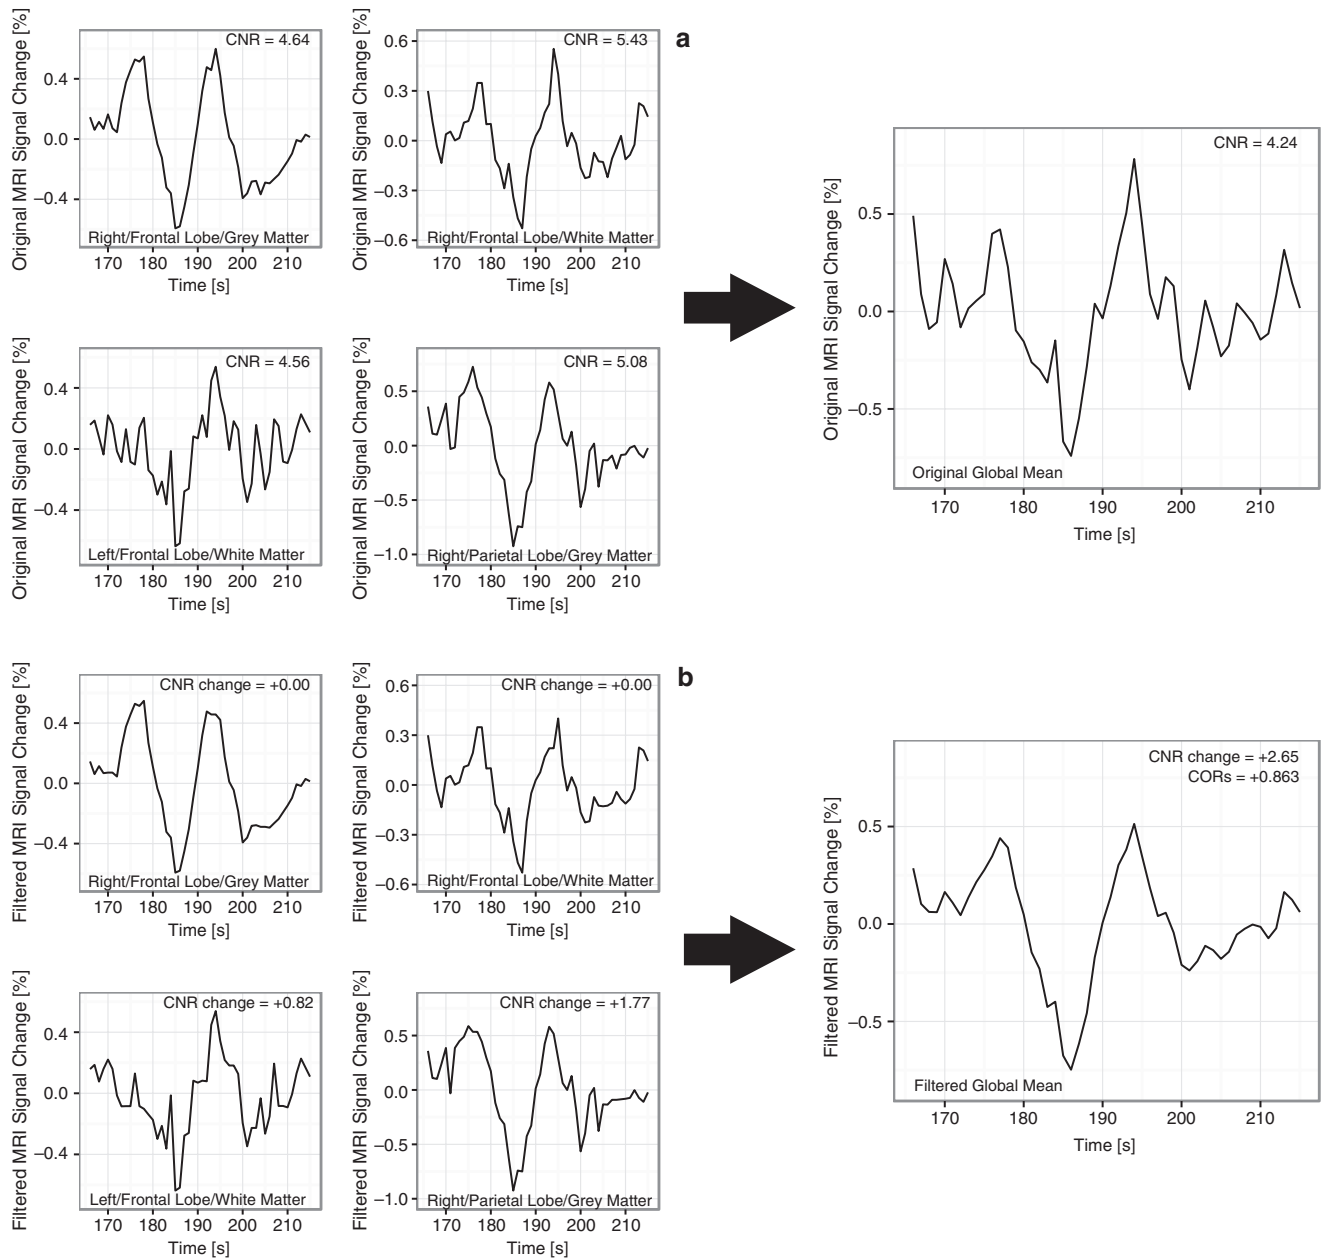 a
Original MRI Signal Change [%]
CNR = 4.64
0.4
0.0
−0.4
Right/Frontal Lobe/Grey Matter
170 180 190 200 210
Time [s]
Original MRI Signal Change [%]
CNR = 5.43
0.6
0.3
0.0
−0.3
−0.6
Right/Frontal Lobe/White Matter
170 180 190 200 210
Time [s]
Original MRI Signal Change [%]
CNR = 4.56
0.4
0.0
−0.4
Left/Frontal Lobe/White Matter
170 180 190 200 210
Time [s]
Original MRI Signal Change [%]
CNR = 5.08
0.5
0.0
−0.5
−1.0
Right/Parietal Lobe/Grey Matter
170 180 190 200 210
Time [s]
Original MRI Signal Change [%]
CNR = 4.24
0.5
0.0
−0.5
Original Global Mean
170 180 190 200 210
Time [s]
b
Filtered MRI Signal Change [%]
CNR change = +0.00
0.4
0.0
−0.4
Right/Frontal Lobe/Grey Matter
170 180 190 200 210
Time [s]
Filtered MRI Signal Change [%]
CNR change = +0.00
0.6
0.3
0.0
−0.3
−0.6
Right/Frontal Lobe/White Matter
170 180 190 200 210
Time [s]
Filtered MRI Signal Change [%]
CNR change = +0.82
0.4
0.0
−0.4
Left/Frontal Lobe/White Matter
170 180 190 200 210
Time [s]
Filtered MRI Signal Change [%]
CNR change = +1.77
0.5
0.0
−0.5
−1.0
Right/Parietal Lobe/Grey Matter
170 180 190 200 210
Time [s]
Filtered MRI Signal Change [%]
CNR change = +2.65
CORs = +0.863
0.5
0.0
−0.5
Filtered Global Mean
170 180 190 200 210
Time [s]